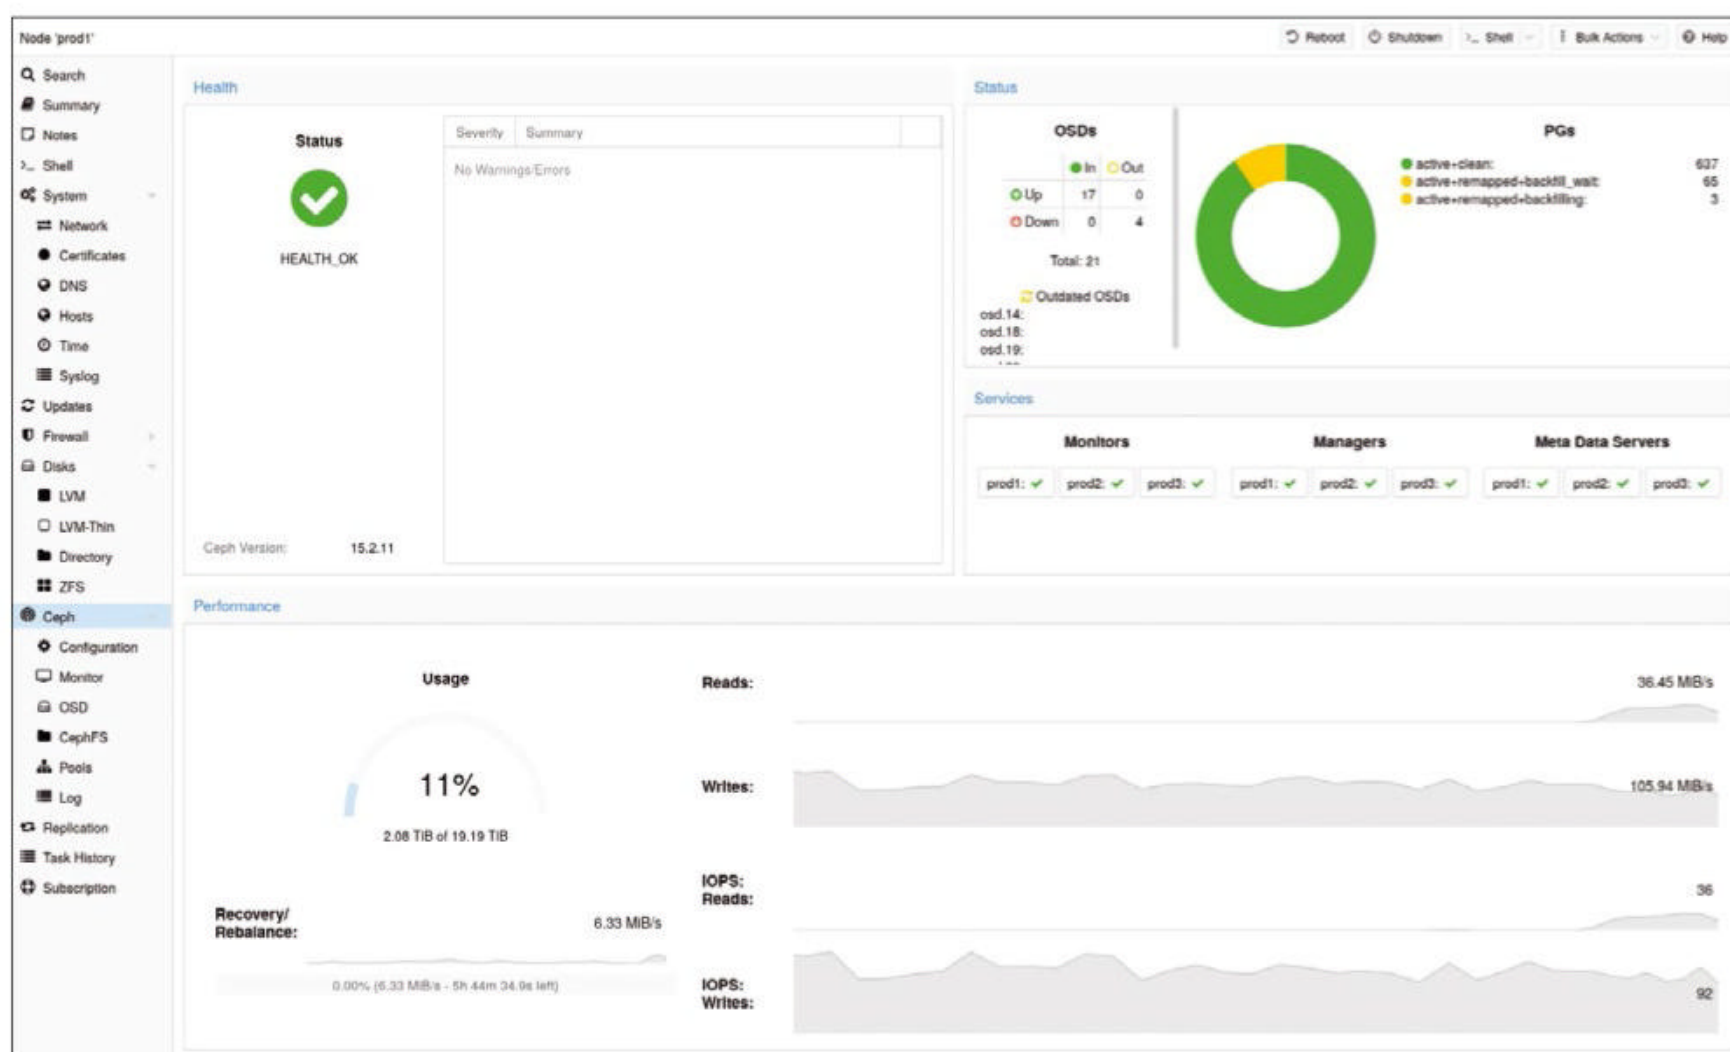 Node 'prod1'
Reboot Shutdown Shell Bulk Actions Help
Search
Summary
Notes
Shell
System
Network
Certificates
DNS
Hosts
Time
Syslog
Updates
Firewall
Disks
LVM
LVM-Thin
Directory
ZFS
Ceph
Configuration
Monitor
OSD
CephFS
Pools
Log
Replication
Task History
Subscription
Health
Status
HEALTH_OK
Ceph Version: 15.2.11
Severity Summary
No Warnings/Errors
Status
OSDs
In Out
Up 17 0
Down 0 4
Total: 21
Outdated OSDs
osd.14:
osd.18:
osd.19:
PGs
active+clean: 637
active+remapped+backfill_wait: 65
active+remapped+backfilling: 3
Services
Monitors
prod1: prod2: prod3:
Managers
prod1: prod2: prod3:
Meta Data Servers
prod1: prod2: prod3:
Performance
Usage
11%
2.08 TiB of 19.19 TiB
Recovery/
Rebalance:
6.33 MiB/s
0.00% (6.33 MiB/s - 5h 44m 34.9s left)
Reads: 36.45 MiB/s
Writes: 105.94 MiB/s
IOPS:
Reads: 36
IOPS:
Writes: 92